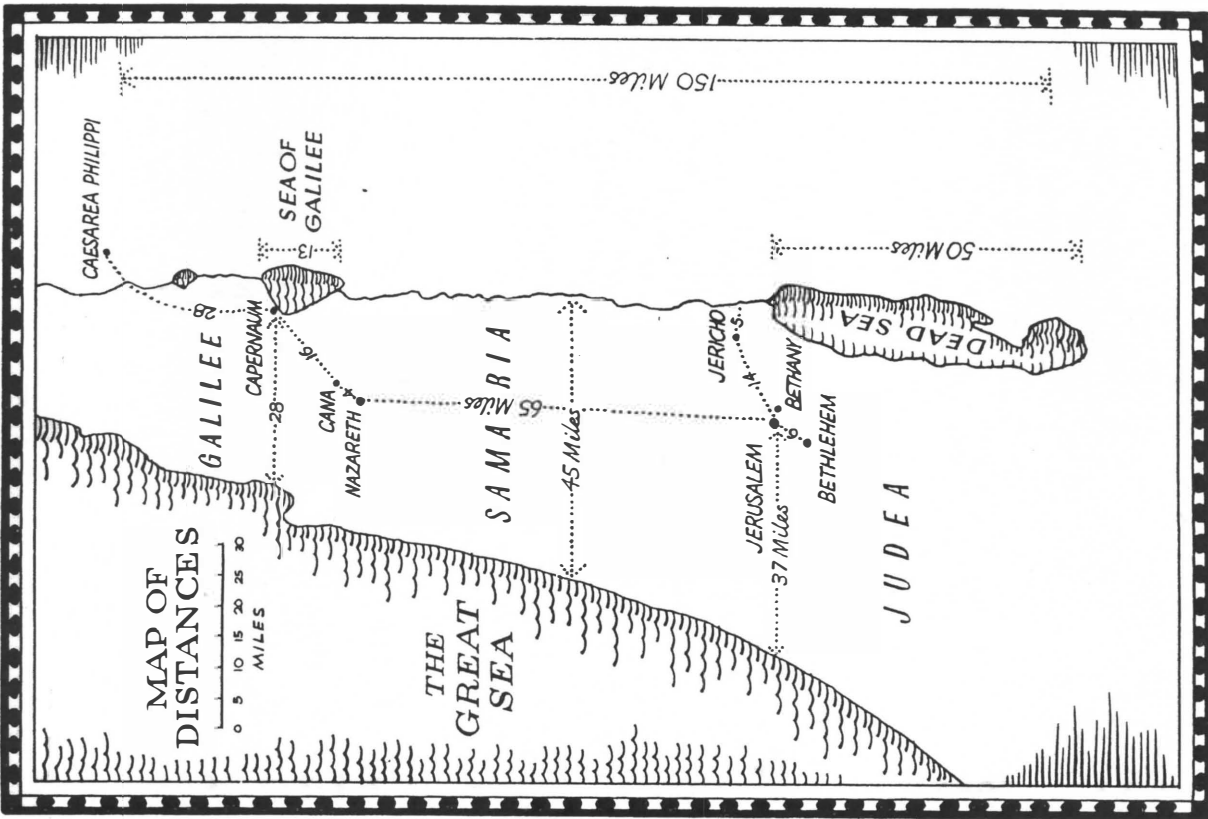 MAP OF
DISTANCES
0 5 10 15 20 25 30
MILES
THE
GREAT
SEA
150 Miles
CAESAREA PHILIPPI
28
SEA OF
GALILEE
13
GALILEE
CAPERNAUM
28
16
CANA
4
NAZARETH
65 Miles
SAMARIA
45 Miles
JERICHO
5
14
JERUSALEM
37 Miles
BETHANY
6
BETHLEHEM
DEAD SEA
50 Miles
JUDEA